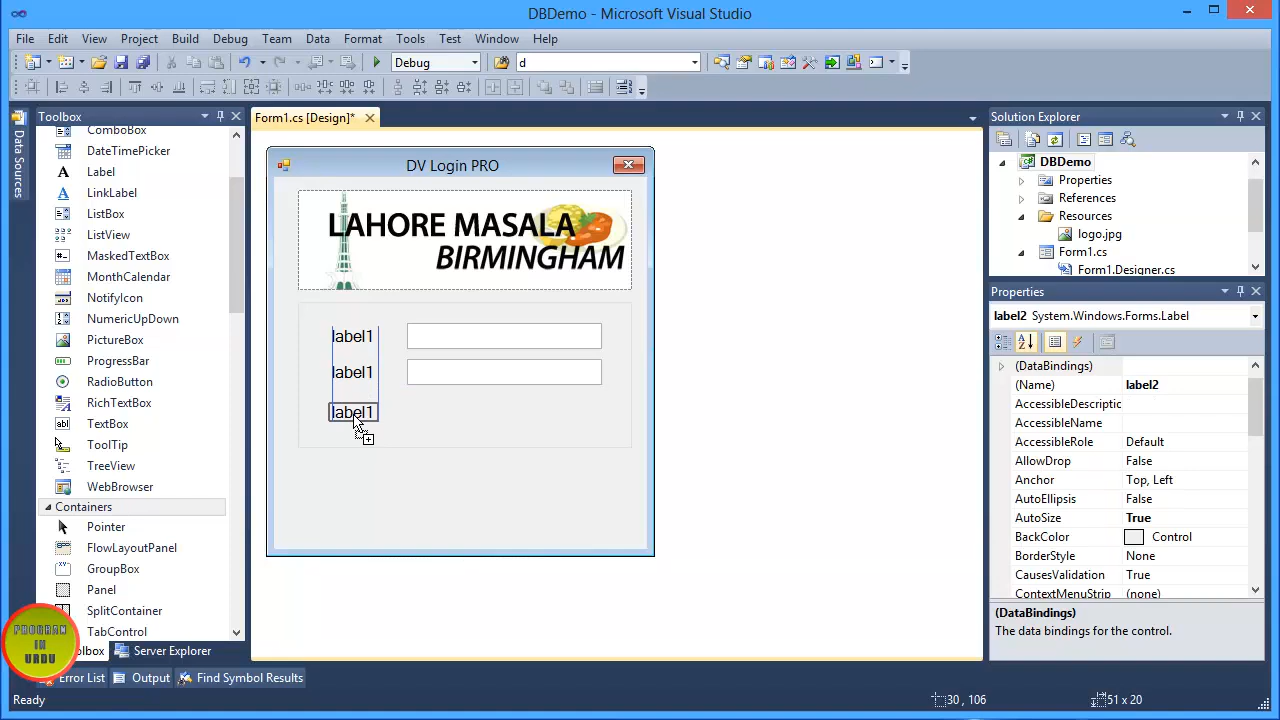 DBDemo - Microsoft Visual Studio
File Edit View Project Build Debug Team Data Format Tools Test Window Help
Debug d
Toolbox
ComboBox
DateTimePicker
Label
LinkLabel
ListBox
ListView
MaskedTextBox
MonthCalendar
NotifyIcon
NumericUpDown
PictureBox
ProgressBar
RadioButton
RichTextBox
TextBox
ToolTip
TreeView
WebBrowser
Containers
Pointer
FlowLayoutPanel
GroupBox
Panel
SplitContainer
TabControl
Data Sources
Form1.cs [Design]*
DV Login PRO
LAHORE MASALA
BIRMINGHAM
label1
label1
label1
Solution Explorer
DBDemo
Properties
References
Resources
logo.jpg
Form1.cs
Form1.Designer.cs
Properties
label2 System.Windows.Forms.Label
(DataBindings)
(Name) label2
AccessibleDescriptic
AccessibleName
AccessibleRole Default
AllowDrop False
Anchor Top, Left
AutoEllipsis False
AutoSize True
BackColor Control
BorderStyle None
CausesValidation True
ContextMenuStrip (none)
(DataBindings)
The data bindings for the control.
PROGRAM
IN
URDU
lbox Server Explorer
Error List Output Find Symbol Results
Ready 30 , 106 51 x 20